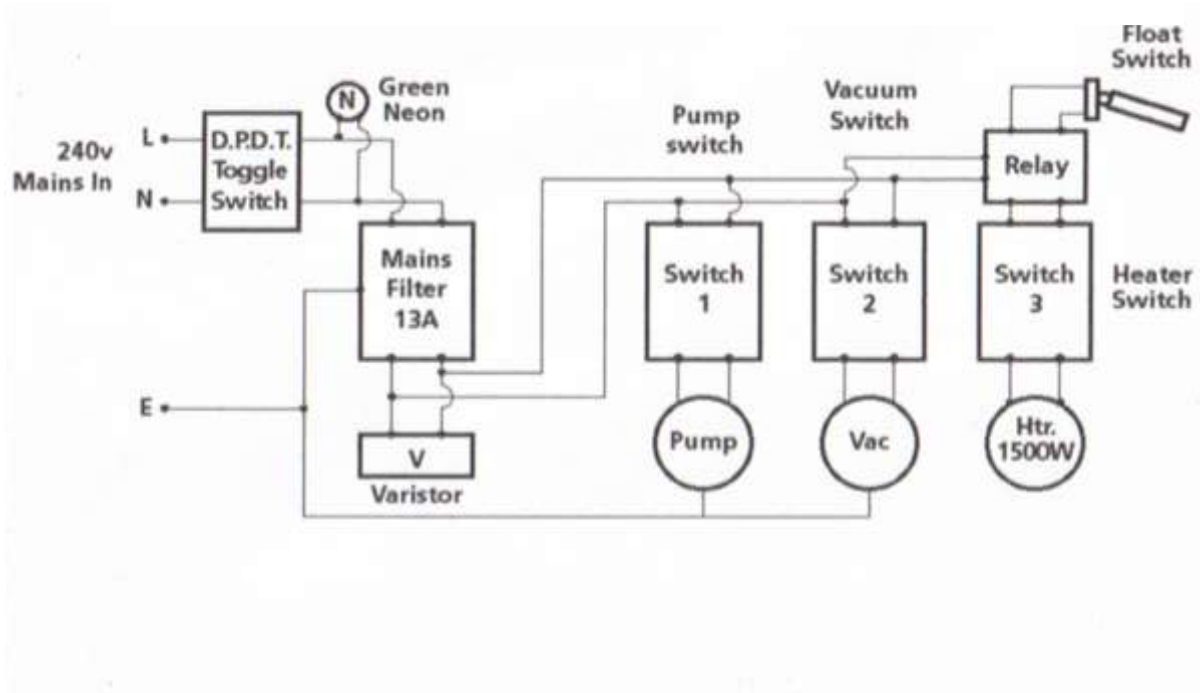 Float
Switch
Green
Neon
N
Vacuum
Switch
Pump
switch
L
240v
Mains In
N
D.P.D.T.
Toggle
Switch
Relay
Mains
Filter
13A
Switch
1
Switch
2
Switch
3
Heater
Switch
E
Pump
Vac
Htr.
1500W
V
Varistor